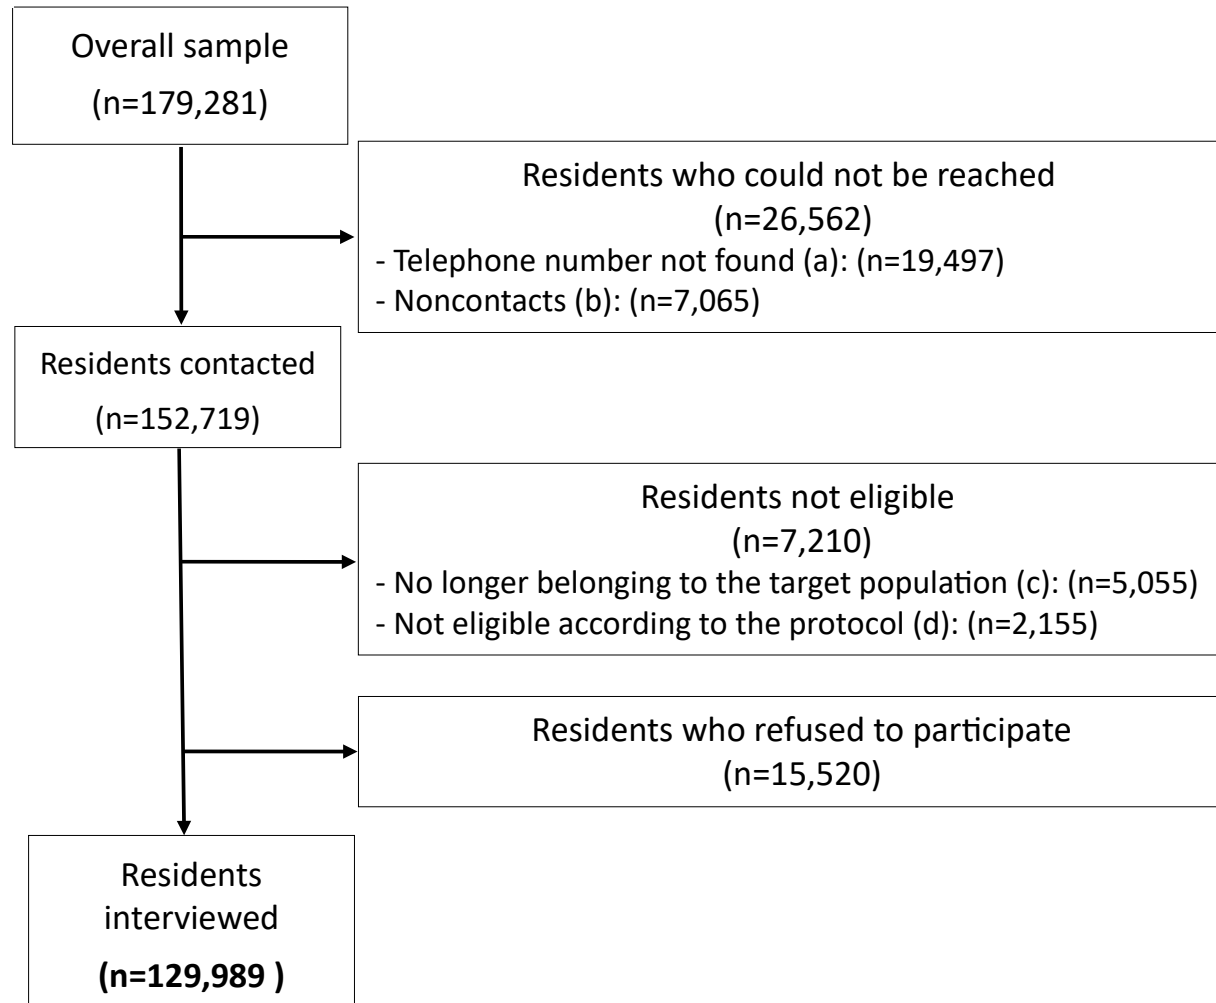 Overall sample
(n=179,281)
Residents who could not be reached
(n=26,562)
- Telephone number not found (a): (n=19,497)
- Noncontacts (b): (n=7,065)
Residents contacted
(n=152,719)
Residents not eligible
(n=7,210)
- No longer belonging to the target population (c): (n=5,055)
- Not eligible according to the protocol (d): (n=2,155)
Residents who refused to participate
(n=15,520)
Residents
interviewed
(n=129,989 )